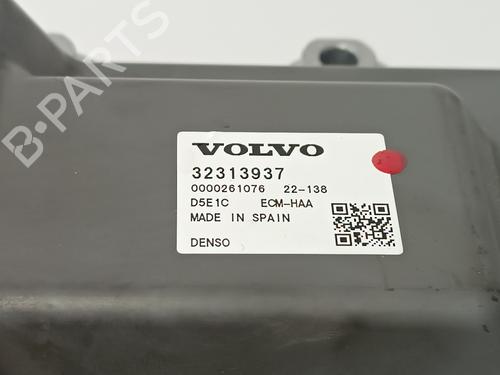 B-PARTS
VOLVO
32313937
0000261076 22-138
D5E1C ECM-HAA
MADE IN SPAIN
DENSO